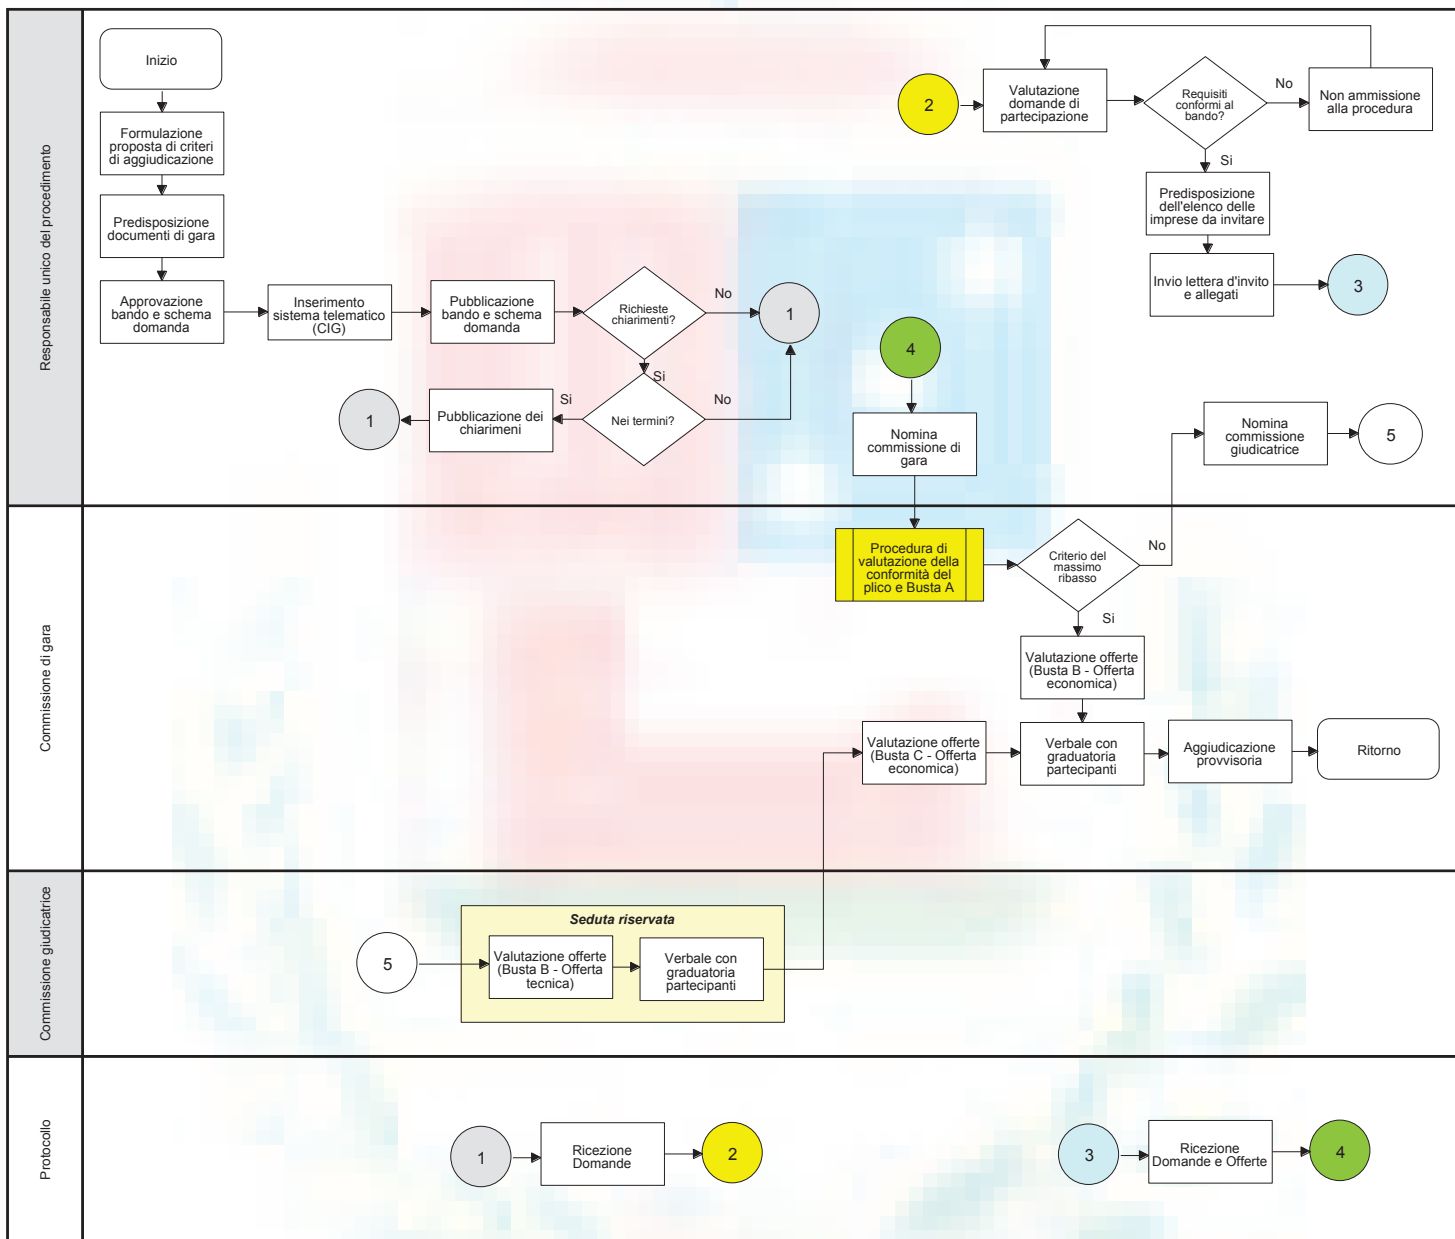 Responsabile unico del procedimento
Inizio
Formulazione
proposta di criteri
di aggiudicazione
Predisposizione
documenti di gara
Approvazione
bando e schema
domanda
Inserimento
sistema telematico
(CIG)
Pubblicazione
bando e schema
domanda
Richieste
chiarimenti?
No
1
Si
Nei termini?
No
Si
Pubblicazione dei
chiarimeni
1
2
Valutazione
domande di
partecipazione
Requisiti
conformi al
bando?
No
Non ammissione
alla procedura
Si
Predisposizione
dell'elenco delle
imprese da invitare
Invio lettera d'invito
e allegati
3
4
Nomina
commissione di
gara
Nomina
commissione
giudicatrice
5
Commissione di gara
Procedura di
valutazione della
conformità del
plico e Busta A
Criterio del
massimo
ribasso
No
Si
Valutazione offerte
(Busta B - Offerta
economica)
Valutazione offerte
(Busta C - Offerta
economica)
Verbale con
graduatoria
partecipanti
Aggiudicazione
provvisoria
Ritorno
Commissione giudicatrice
5
Seduta riservata
Valutazione offerte
(Busta B - Offerta
tecnica)
Verbale con
graduatoria
partecipanti
Protocollo
1
Ricezione
Domande
2
3
Ricezione
Domande e Offerte
4